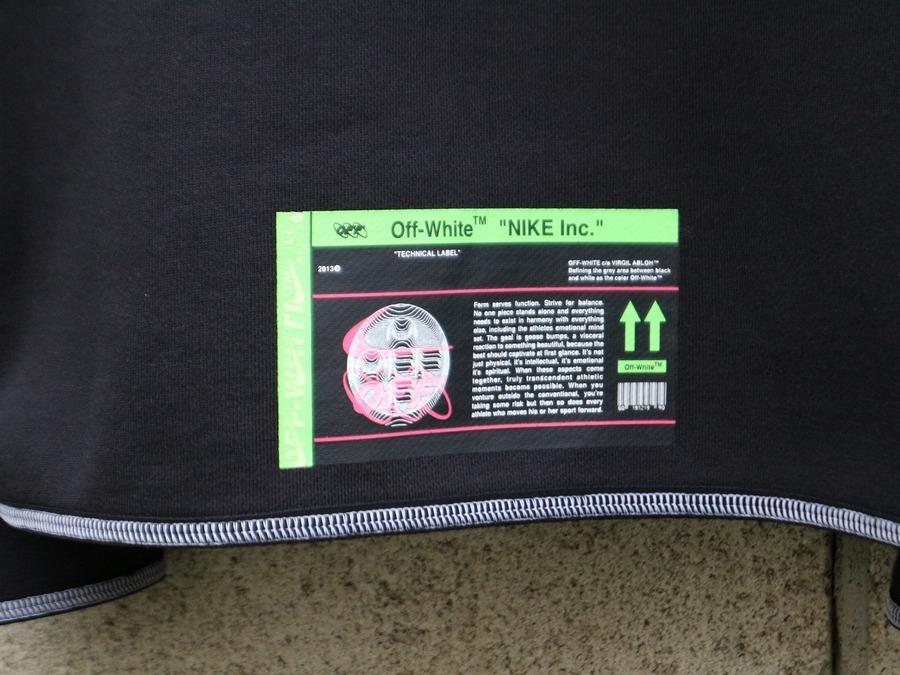 OFF
Off-White™ "NIKE Inc."
"TECHNICAL LABEL"
2013©
OFF-WHITE c/o VIRGIL ABLOH™
Defining the grey area between black
and white as the color Off-White™
Form serves function. Strive for balance.
No one piece stands alone and everything
needs to exist in harmony with everything
else, including the athletes emotional mind
set. The goal is goose bumps, a visceral
reaction to something beautiful, because the
best should captivate at first glance. It's not
just physical, it's intellectual, it's emotional
it's spiritual. When these aspects come
together, truly trancendent athletic
moments become possible. When you
venture outside the conventional, you're
taking some risk but then so does every
athlete who moves his or her sport forward.
Off-White™